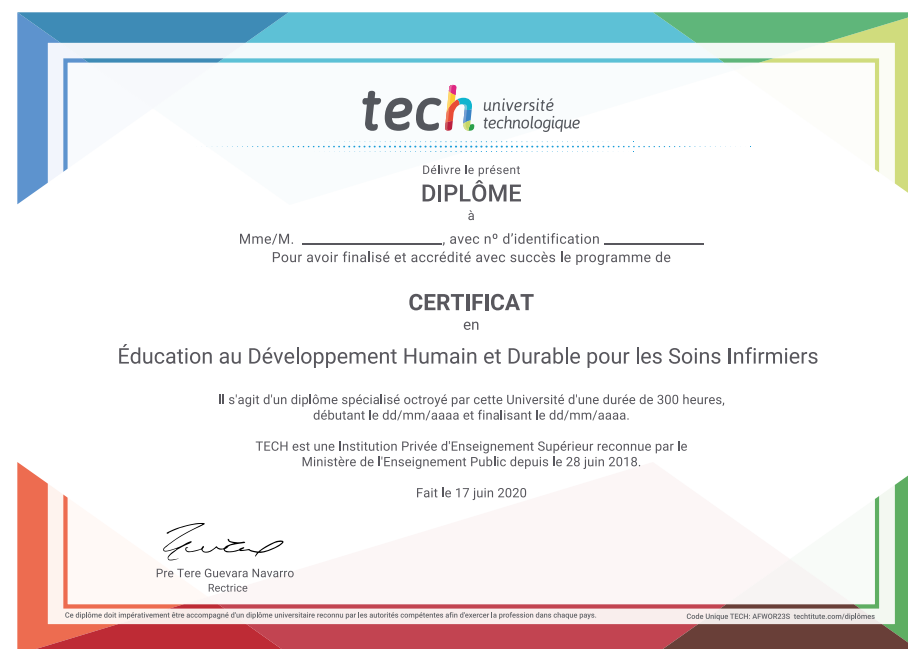 tech université
technologique
Délivre le présent
DIPLÔME
à
Mme/M. ____________________, avec nº d'identification ______________
Pour avoir finalisé et accrédité avec succès le programme de
CERTIFICAT
en
Éducation au Développement Humain et Durable pour les Soins Infirmiers
Il s'agit d'un diplôme spécialisé octroyé par cette Université d'une durée de 300 heures,
débutant le dd/mm/aaaa et finalisant le dd/mm/aaaa.
TECH est une Institution Privée d'Enseignement Supérieur reconnue par le
Ministère de l'Enseignement Public depuis le 28 juin 2018.
Fait le 17 juin 2020
Pre Tere Guevara Navarro
Rectrice
Ce diplôme doit impérativement être accompagné d'un diplôme universitaire reconnu par les autorités compétentes afin d'exercer la profession dans chaque pays.
Code Unique TECH: AFWOR23S techtitute.com/diplômes